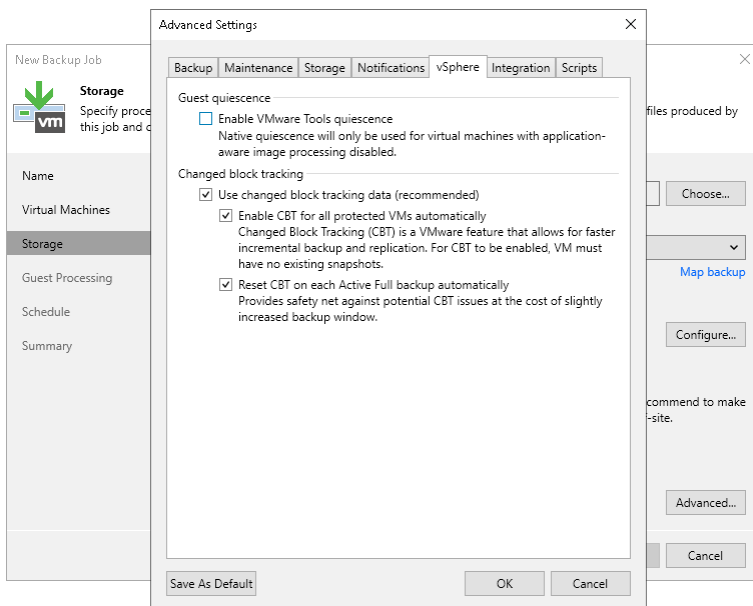 Advanced Settings
New Backup Job
Storage
Specify proce
this job and c
files produced by
vm
Name
Virtual Machines
Storage
Guest Processing
Schedule
Summary
Backup
Maintenance
Storage
Notifications
vSphere
Integration
Scripts
Guest quiescence
Enable VMware Tools quiescence
Native quiescence will only be used for virtual machines with application-
aware image processing disabled.
Changed block tracking
Use changed block tracking data (recommended)
Enable CBT for all protected VMs automatically
Changed Block Tracking (CBT) is a VMware feature that allows for faster
incremental backup and replication. For CBT to be enabled, VM must
have no existing snapshots.
Reset CBT on each Active Full backup automatically
Provides safety net against potential CBT issues at the cost of slightly
increased backup window.
Choose...
Map backup
Configure...
commend to make
-site.
Advanced...
Cancel
Save As Default
OK
Cancel